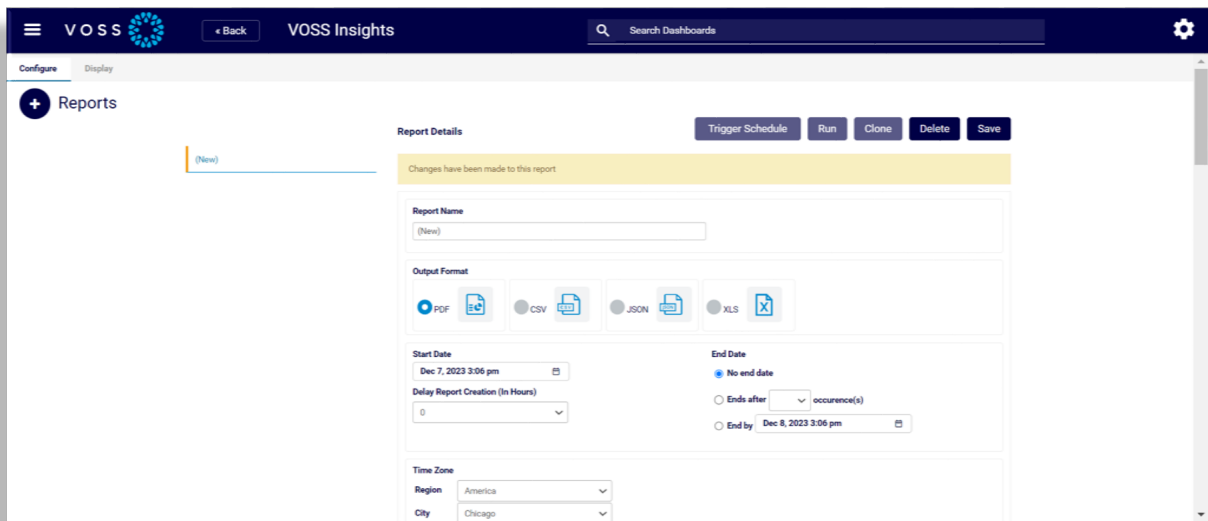 VOSS
« Back
VOSS Insights
Search Dashboards
Configure
Display
+
Reports
Report Details
Trigger Schedule
Run
Clone
Delete
Save
(New)
Changes have been made to this report
Report Name
(New)
Output Format
PDF
CSV
CSV
JSON
JSON
XLS
X
Start Date
Dec 7, 2023 3:06 pm
Delay Report Creation (In Hours)
0
End Date
No end date
Ends after occurence(s)
End by Dec 8, 2023 3:06 pm
Time Zone
Region America
City Chicago